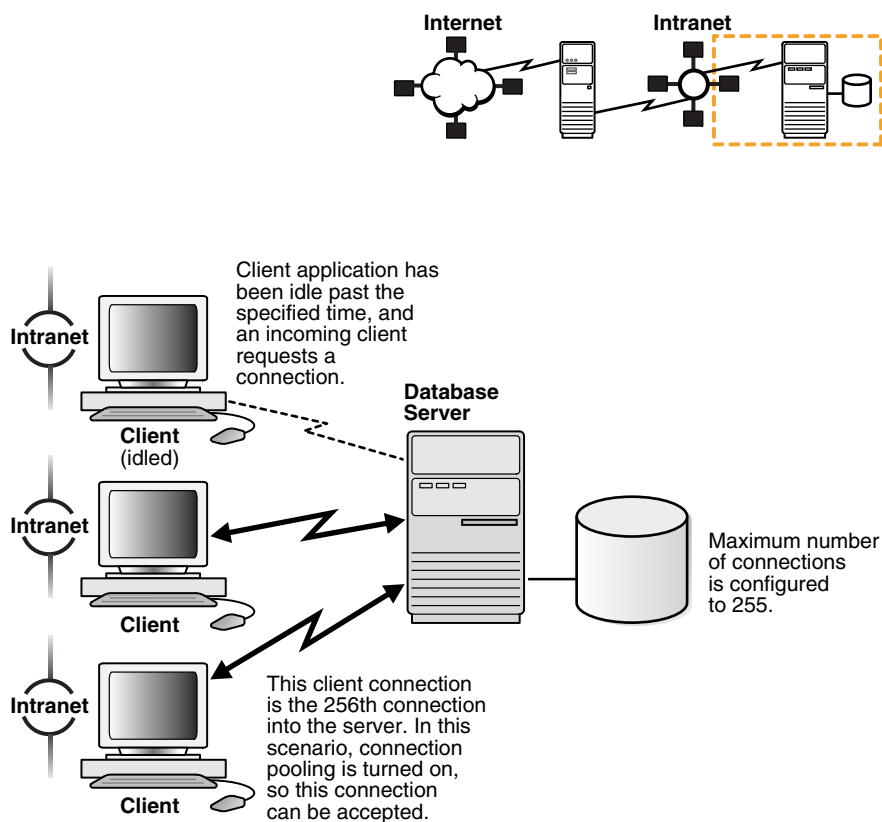 Internet
Intranet
Client application has
been idle past the
specified time, and
an incoming client
requests a
connection.
Intranet
Client
(idled)
Database
Server
Intranet
Client
Maximum number
of connections
is configured
to 255.
Intranet
Client
This client connection
is the 256th connection
into the server. In this
scenario, connection
pooling is turned on,
so this connection
can be accepted.